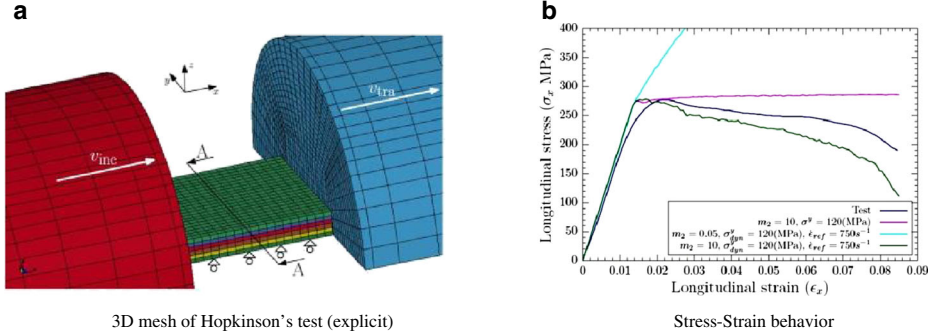 a
z
y
x
v_inc
v_tra
A
A
3D mesh of Hopkinson's test (explicit)
b
Longitudinal stress (σ_x MPa)
400
350
300
250
200
150
100
50
0
Test
m_2 = 10, σ^y = 120(MPa)
m_2 = 0.05, σ^y_dyn = 120(MPa), ε̇_ref = 750s^-1
m_2 = 10, σ^y_dyn = 120(MPa), ε̇_ref = 750s^-1
0 0.01 0.02 0.03 0.04 0.05 0.06 0.07 0.08 0.09
Longitudinal strain (ϵ_x)
Stress-Strain behavior